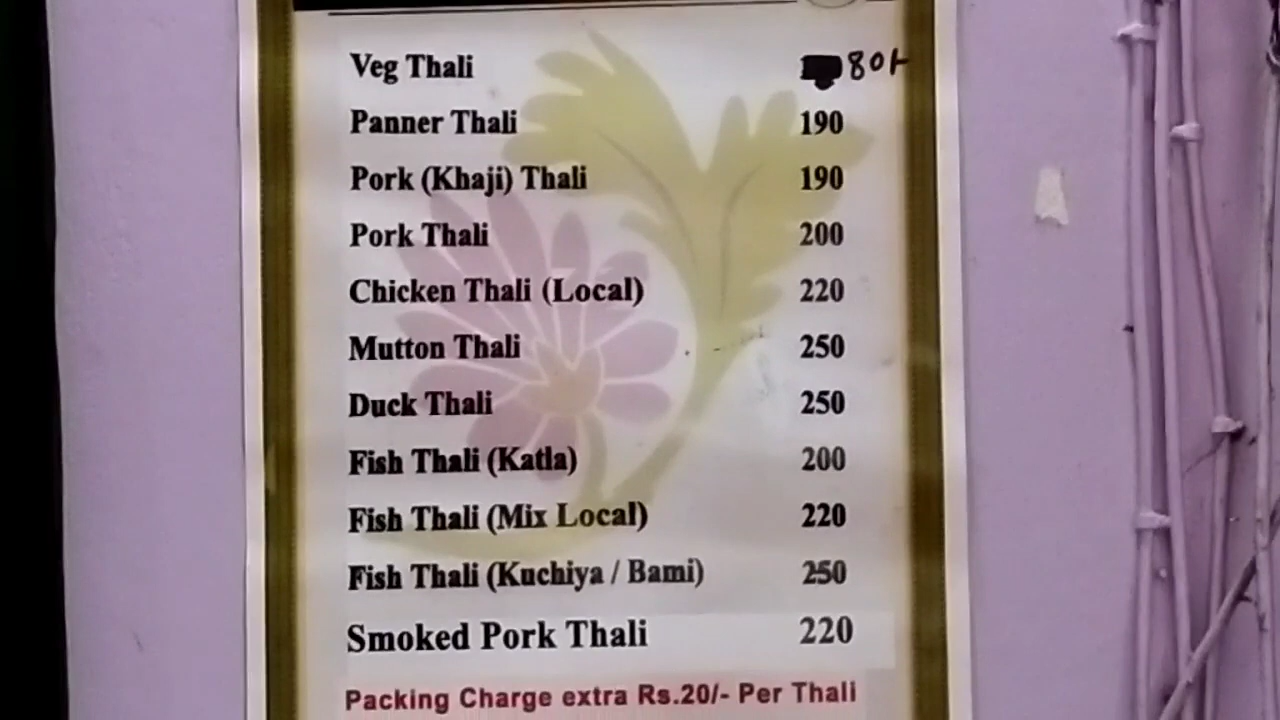 Veg Thali 80/-
Panner Thali 190
Pork (Khaji) Thali 190
Pork Thali 200
Chicken Thali (Local) 220
Mutton Thali 250
Duck Thali 250
Fish Thali (Katla) 200
Fish Thali (Mix Local) 220
Fish Thali (Kuchiya / Bami) 250
Smoked Pork Thali 220
Packing Charge extra Rs.20/- Per Thali